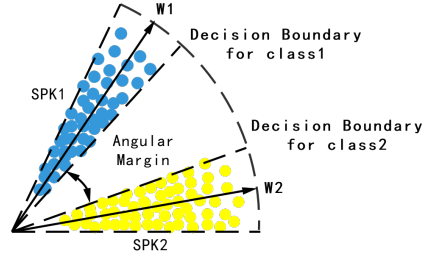 W1
Decision Boundary
for class1
SPK1
Decision Boundary
for class2
Angular
Margin
W2
SPK2